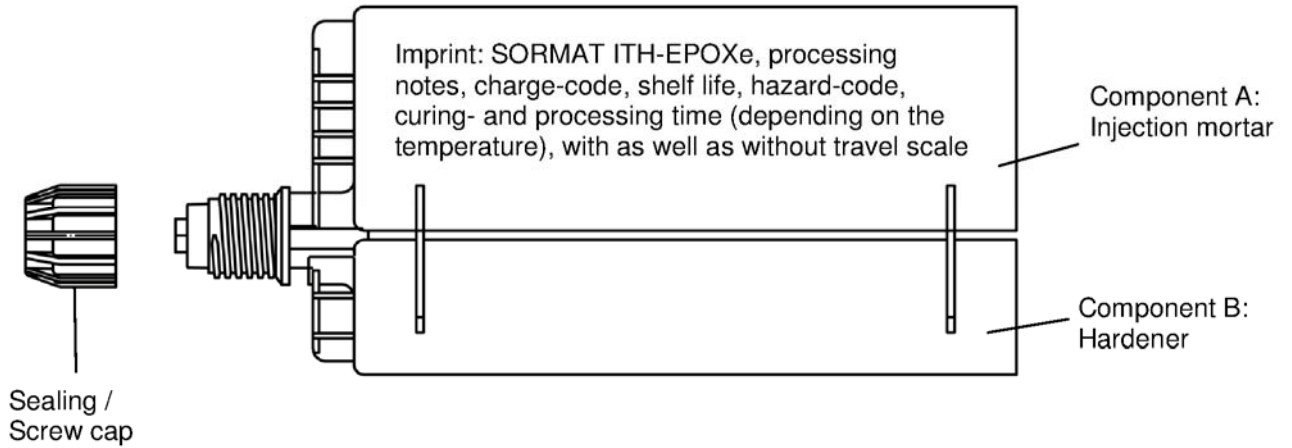 Imprint: SORMAT ITH-EPOXe, processing
notes, charge-code, shelf life, hazard-code,
curing- and processing time (depending on the
temperature), with as well as without travel scale
Component A:
Injection mortar
Component B:
Hardener
Sealing /
Screw cap